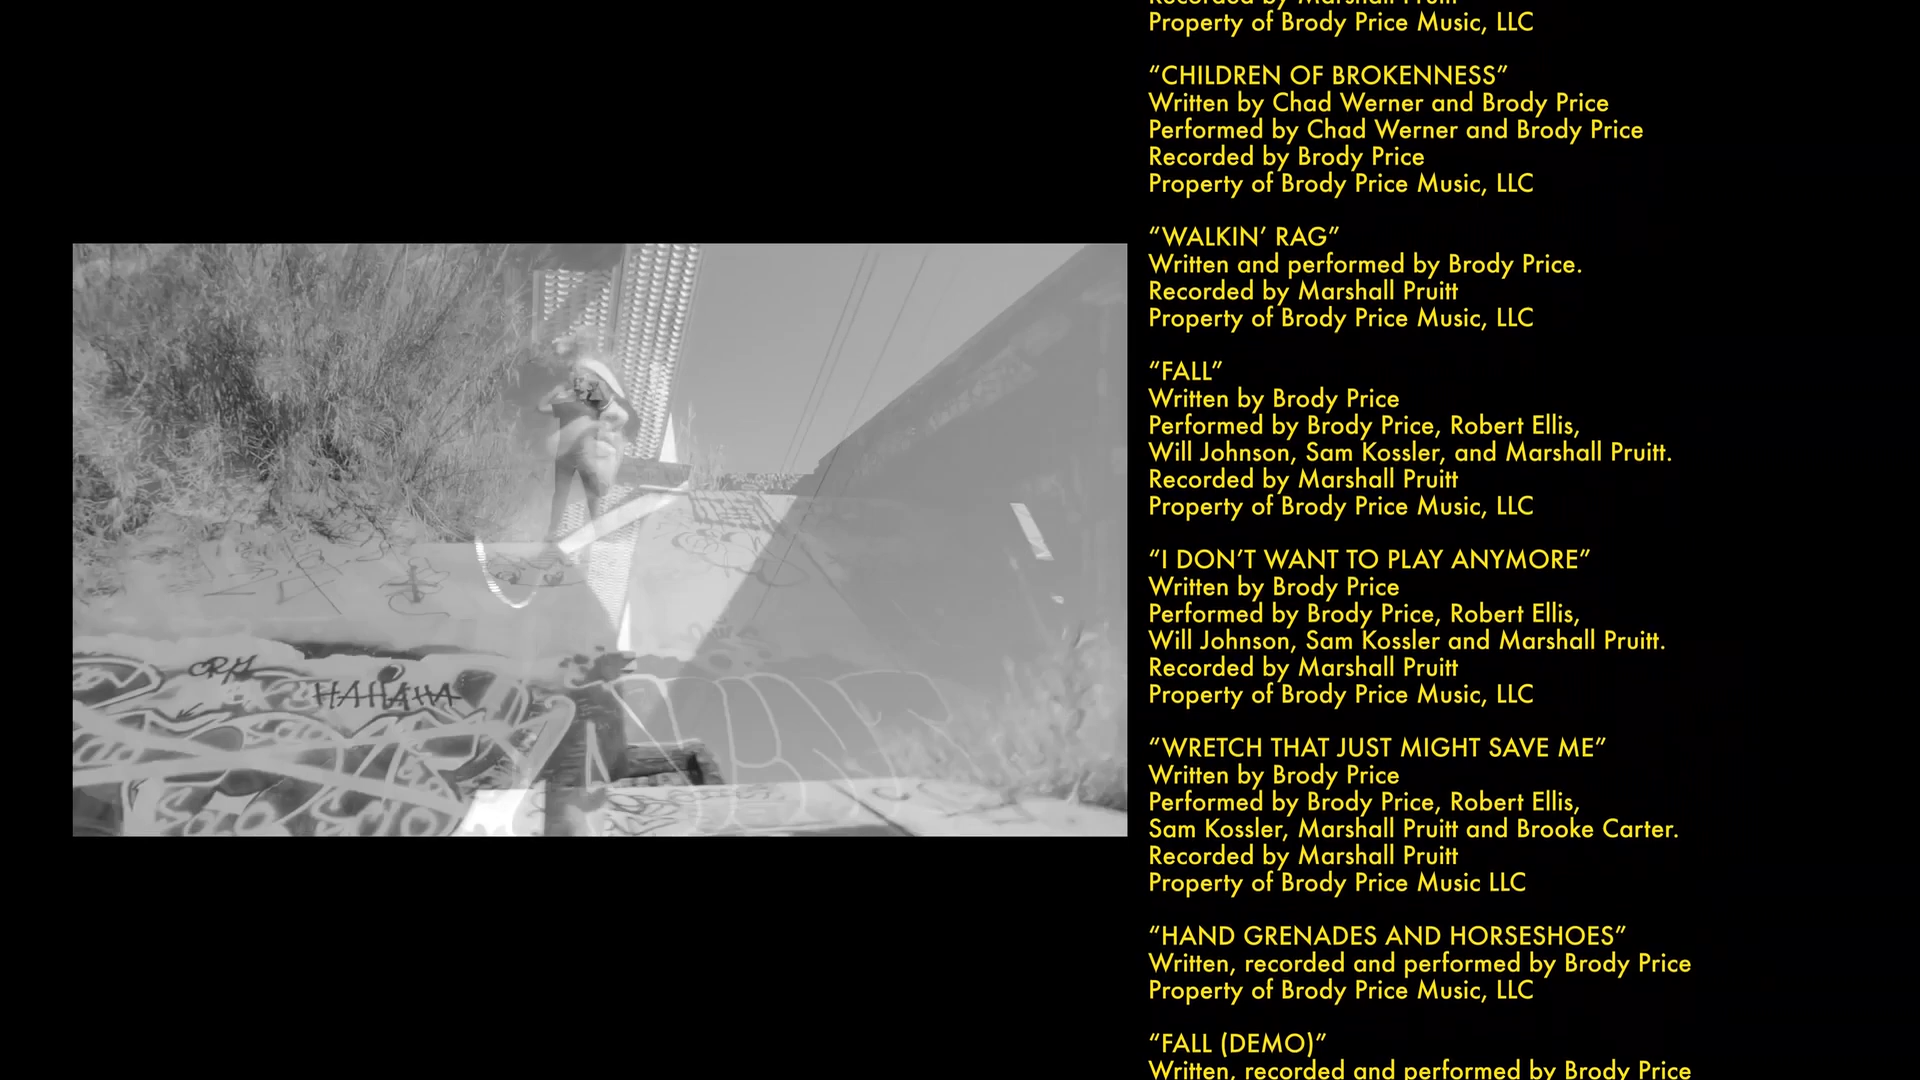 CRM
HAHAHA
Property of Brody Price Music, LLC
“CHILDREN OF BROKENNESS”
Written by Chad Werner and Brody Price
Performed by Chad Werner and Brody Price
Recorded by Brody Price
Property of Brody Price Music, LLC
“WALKIN’ RAG”
Written and performed by Brody Price.
Recorded by Marshall Pruitt
Property of Brody Price Music, LLC
“FALL”
Written by Brody Price
Performed by Brody Price, Robert Ellis,
Will Johnson, Sam Kossler, and Marshall Pruitt.
Recorded by Marshall Pruitt
Property of Brody Price Music, LLC
“I DON’T WANT TO PLAY ANYMORE”
Written by Brody Price
Performed by Brody Price, Robert Ellis,
Will Johnson, Sam Kossler and Marshall Pruitt.
Recorded by Marshall Pruitt
Property of Brody Price Music, LLC
“WRETCH THAT JUST MIGHT SAVE ME”
Written by Brody Price
Performed by Brody Price, Robert Ellis,
Sam Kossler, Marshall Pruitt and Brooke Carter.
Recorded by Marshall Pruitt
Property of Brody Price Music LLC
“HAND GRENADES AND HORSESHOES”
Written, recorded and performed by Brody Price
Property of Brody Price Music, LLC
“FALL (DEMO)”
Written, recorded and performed by Brody Price